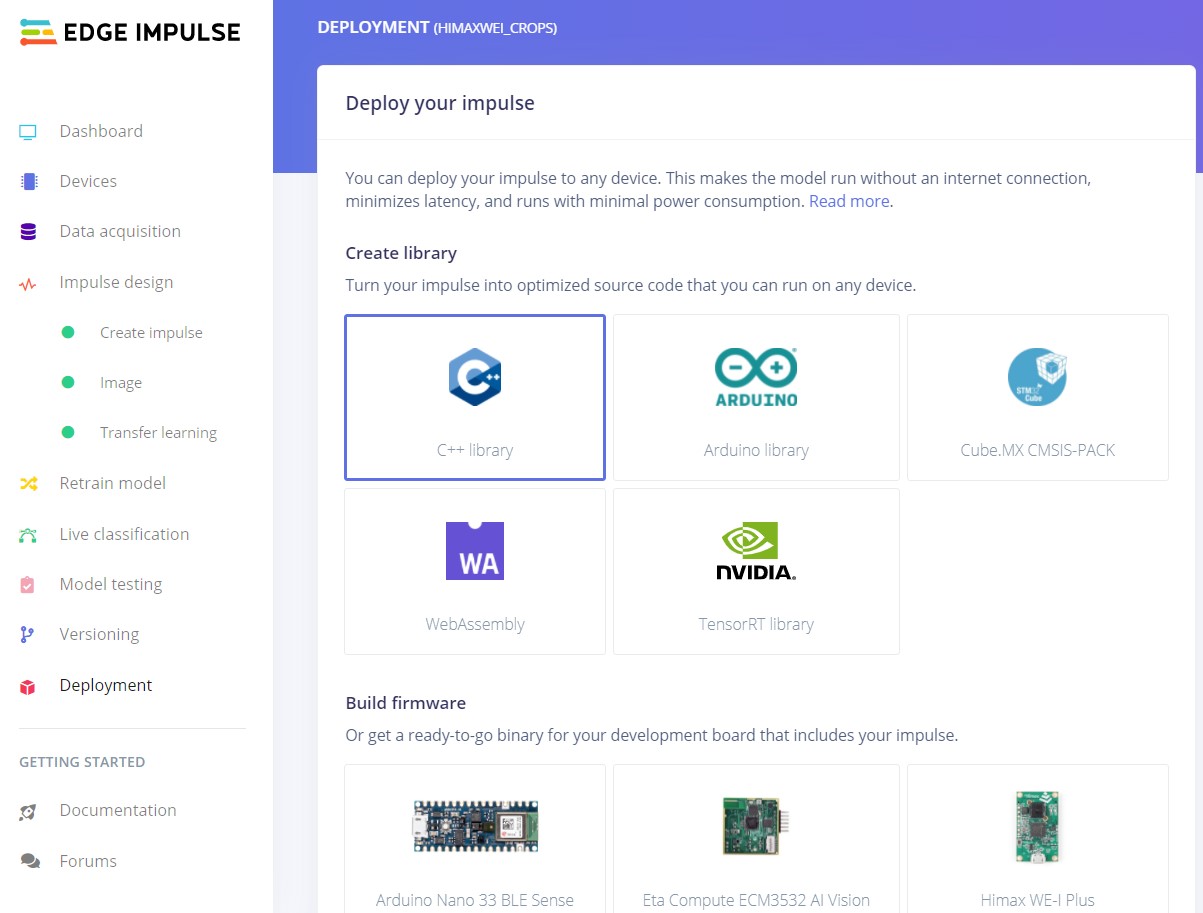 EDGE IMPULSE
Dashboard
Devices
Data acquisition
Impulse design
Create impulse
Image
Transfer learning
Retrain model
Live classification
Model testing
Versioning
Deployment
GETTING STARTED
Documentation
Forums
DEPLOYMENT (HIMAXWEI_CROPS)
Deploy your impulse
You can deploy your impulse to any device. This makes the model run without an internet connection,
minimizes latency, and runs with minimal power consumption. Read more.
Create library
Turn your impulse into optimized source code that you can run on any device.
C++
C++ library
ARDUINO
Arduino library
STM32
Cube
Cube.MX CMSIS-PACK
WA
WebAssembly
NVIDIA.
TensorRT library
Build firmware
Or get a ready-to-go binary for your development board that includes your impulse.
Arduino Nano 33 BLE Sense
Eta Compute ECM3532 AI Vision
Himax WE-I Plus